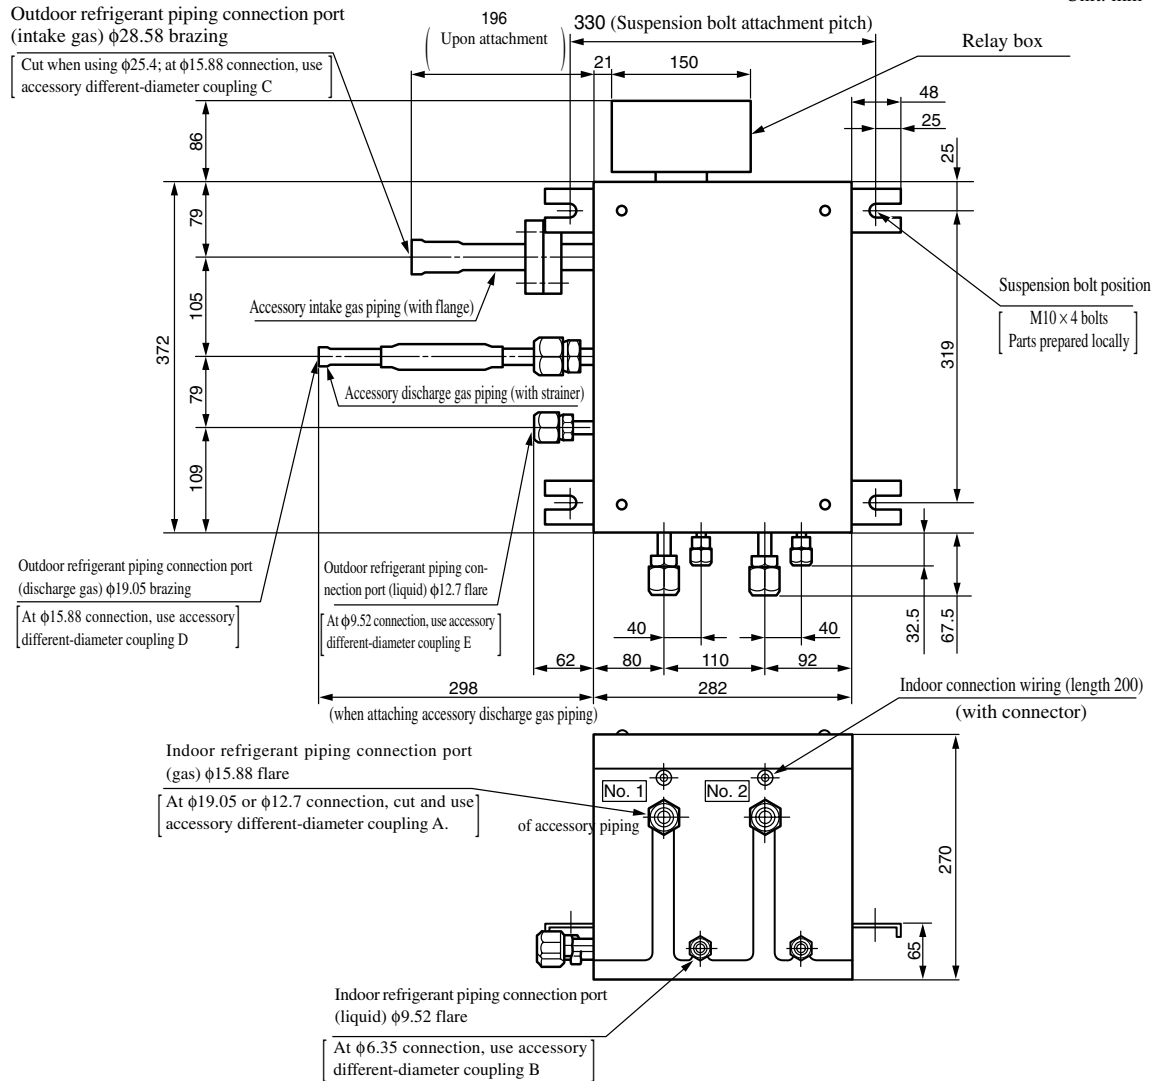 Outdoor refrigerant piping connection port
(intake gas) ϕ28.58 brazing
Cut when using ϕ25.4; at ϕ15.88 connection, use
accessory different-diameter coupling C
196
Upon attachment
330 (Suspension bolt attachment pitch)
Relay box
21
150
48
25
25
86
79
105
372
79
109
Accessory intake gas piping (with flange)
Accessory discharge gas piping (with strainer)
Suspension bolt position
M10 × 4 bolts
Parts prepared locally
319
Outdoor refrigerant piping connection port
(discharge gas) ϕ19.05 brazing
At ϕ15.88 connection, use accessory
different-diameter coupling D
Outdoor refrigerant piping con-
nection port (liquid) ϕ12.7 flare
At ϕ9.52 connection, use accessory
different-diameter coupling E
40
40
32.5
67.5
62
80
110
92
298
282
(when attaching accessory discharge gas piping)
Indoor connection wiring (length 200)
(with connector)
Indoor refrigerant piping connection port
(gas) ϕ15.88 flare
At ϕ19.05 or ϕ12.7 connection, cut and use
accessory different-diameter coupling A.
of accessory piping
No. 1
No. 2
270
65
Indoor refrigerant piping connection port
(liquid) ϕ9.52 flare
At ϕ6.35 connection, use accessory
different-diameter coupling B